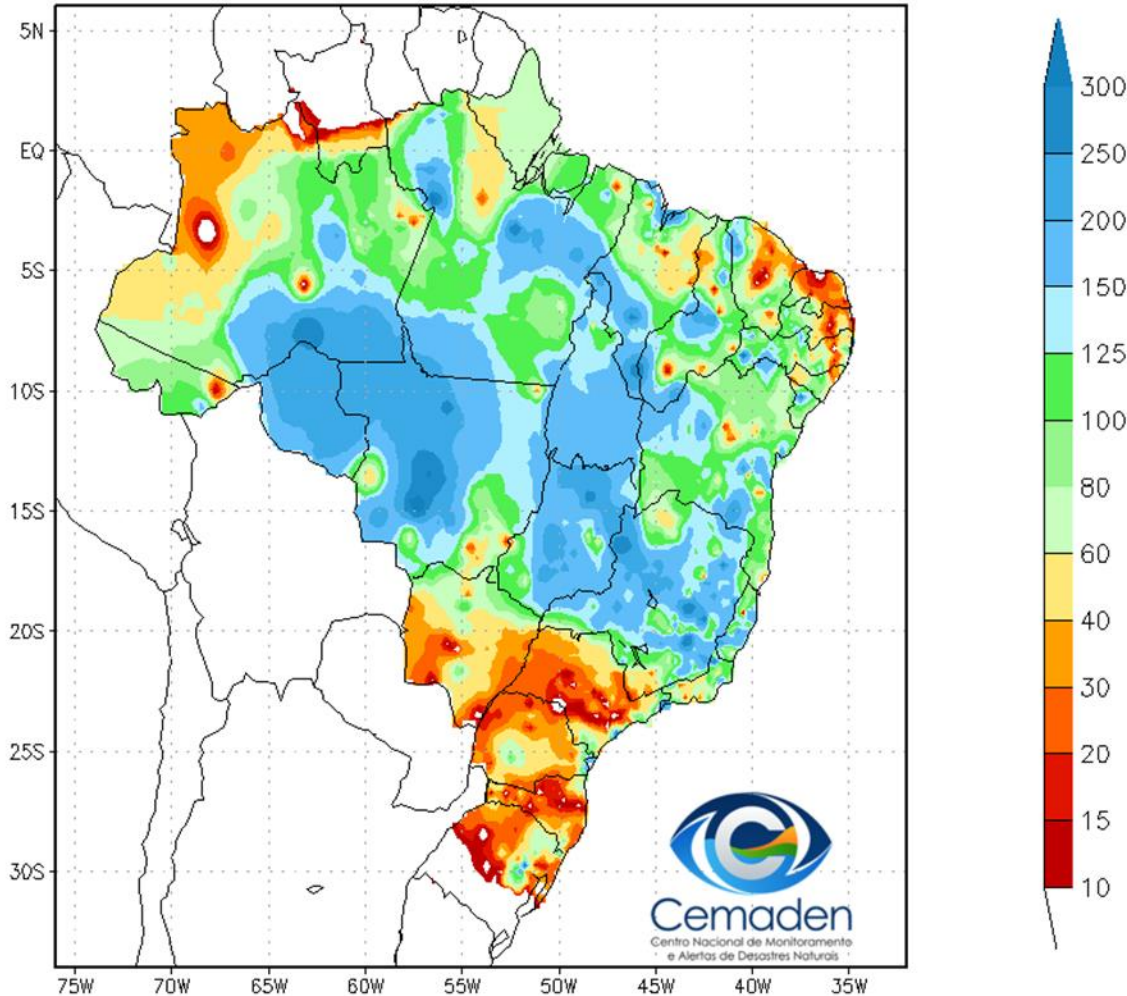 5N
EQ
5S
10S
15S
20S
25S
30S
75W 70W 65W 60W 55W 50W 45W 40W 35W
300
250
200
150
125
100
80
60
40
30
20
15
10
Cemaden
Centro Nacional de Monitoramento
e Alertas de Desastres Naturais